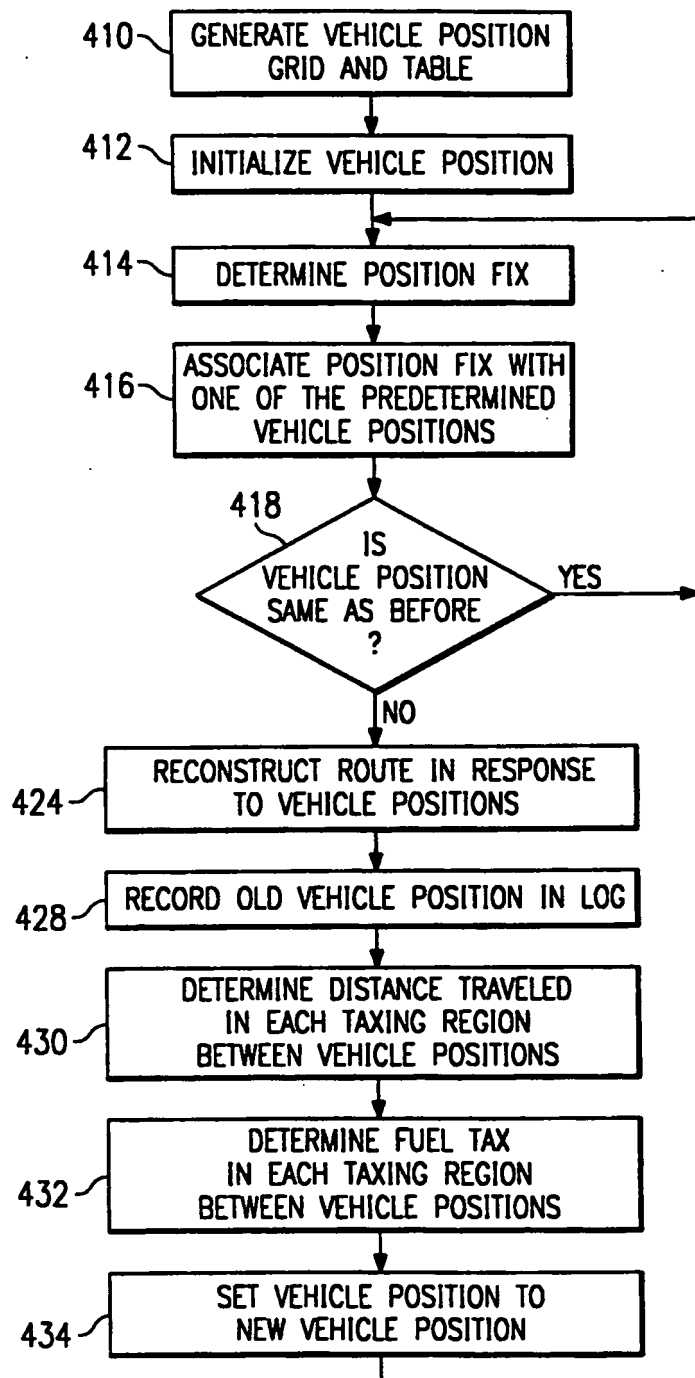 410
GENERATE VEHICLE POSITION
GRID AND TABLE
412
INITIALIZE VEHICLE POSITION
414
DETERMINE POSITION FIX
416
ASSOCIATE POSITION FIX WITH
ONE OF THE PREDETERMINED
VEHICLE POSITIONS
418
IS
VEHICLE POSITION
SAME AS BEFORE
?
YES
NO
424
RECONSTRUCT ROUTE IN RESPONSE
TO VEHICLE POSITIONS
428
RECORD OLD VEHICLE POSITION IN LOG
430
DETERMINE DISTANCE TRAVELED
IN EACH TAXING REGION
BETWEEN VEHICLE POSITIONS
432
DETERMINE FUEL TAX
IN EACH TAXING REGION
BETWEEN VEHICLE POSITIONS
434
SET VEHICLE POSITION TO
NEW VEHICLE POSITION